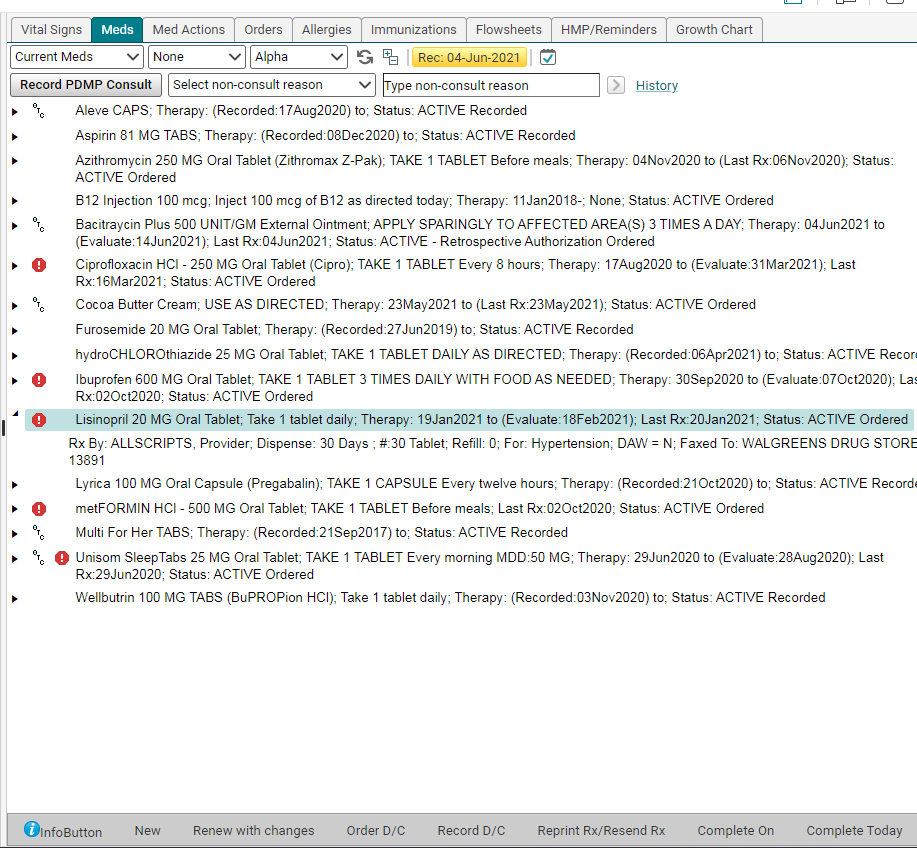 Vital Signs Meds Med Actions Orders Allergies Immunizations Flowsheets HMP/Reminders Growth Chart
Current Meds None Alpha Rec: 04-Jun-2021
Record PDMP Consult Select non-consult reason Type non-consult reason History
OTC Aleve CAPS; Therapy: (Recorded:17Aug2020) to; Status: ACTIVE Recorded
Aspirin 81 MG TABS; Therapy: (Recorded:08Dec2020) to; Status: ACTIVE Recorded
Azithromycin 250 MG Oral Tablet (Zithromax Z-Pak); TAKE 1 TABLET Before meals; Therapy: 04Nov2020 to (Last Rx:06Nov2020); Status:
ACTIVE Ordered
B12 Injection 100 mcg; Inject 100 mcg of B12 as directed today; Therapy: 11Jan2018-; None; Status: ACTIVE Ordered
OTC Bacitraycin Plus 500 UNIT/GM External Ointment; APPLY SPARINGLY TO AFFECTED AREA(S) 3 TIMES A DAY; Therapy: 04Jun2021 to
(Evaluate:14Jun2021); Last Rx:04Jun2021; Status: ACTIVE - Retrospective Authorization Ordered
Ciprofloxacin HCl - 250 MG Oral Tablet (Cipro); TAKE 1 TABLET Every 8 hours; Therapy: 17Aug2020 to (Evaluate:31Mar2021); Last
Rx:16Mar2021; Status: ACTIVE Ordered
OTC Cocoa Butter Cream; USE AS DIRECTED; Therapy: 23May2021 to (Last Rx:23May2021); Status: ACTIVE Ordered
Furosemide 20 MG Oral Tablet; Therapy: (Recorded:27Jun2019) to; Status: ACTIVE Recorded
hydroCHLOROthiazide 25 MG Oral Tablet; TAKE 1 TABLET DAILY AS DIRECTED; Therapy: (Recorded:06Apr2021) to; Status: ACTIVE Recor
Ibuprofen 600 MG Oral Tablet; TAKE 1 TABLET 3 TIMES DAILY WITH FOOD AS NEEDED; Therapy: 30Sep2020 to (Evaluate:07Oct2020); Las
Rx:02Oct2020; Status: ACTIVE Ordered
Lisinopril 20 MG Oral Tablet; Take 1 tablet daily; Therapy: 19Jan2021 to (Evaluate:18Feb2021); Last Rx:20Jan2021; Status: ACTIVE Ordered
Rx By: ALLSCRIPTS, Provider; Dispense: 30 Days ; #:30 Tablet; Refill: 0; For: Hypertension; DAW = N; Faxed To: WALGREENS DRUG STORE
13891
Lyrica 100 MG Oral Capsule (Pregabalin); TAKE 1 CAPSULE Every twelve hours; Therapy: (Recorded:21Oct2020) to; Status: ACTIVE Recorde
metFORMIN HCl - 500 MG Oral Tablet; TAKE 1 TABLET Before meals; Last Rx:02Oct2020; Status: ACTIVE Ordered
OTC Multi For Her TABS; Therapy: (Recorded:21Sep2017) to; Status: ACTIVE Recorded
OTC Unisom SleepTabs 25 MG Oral Tablet; TAKE 1 TABLET Every morning MDD:50 MG; Therapy: 29Jun2020 to (Evaluate:28Aug2020); Last
Rx:29Jun2020; Status: ACTIVE Ordered
Wellbutrin 100 MG TABS (BuPROPion HCl); Take 1 tablet daily; Therapy: (Recorded:03Nov2020) to; Status: ACTIVE Recorded
InfoButton New Renew with changes Order D/C Record D/C Reprint Rx/Resend Rx Complete On Complete Today